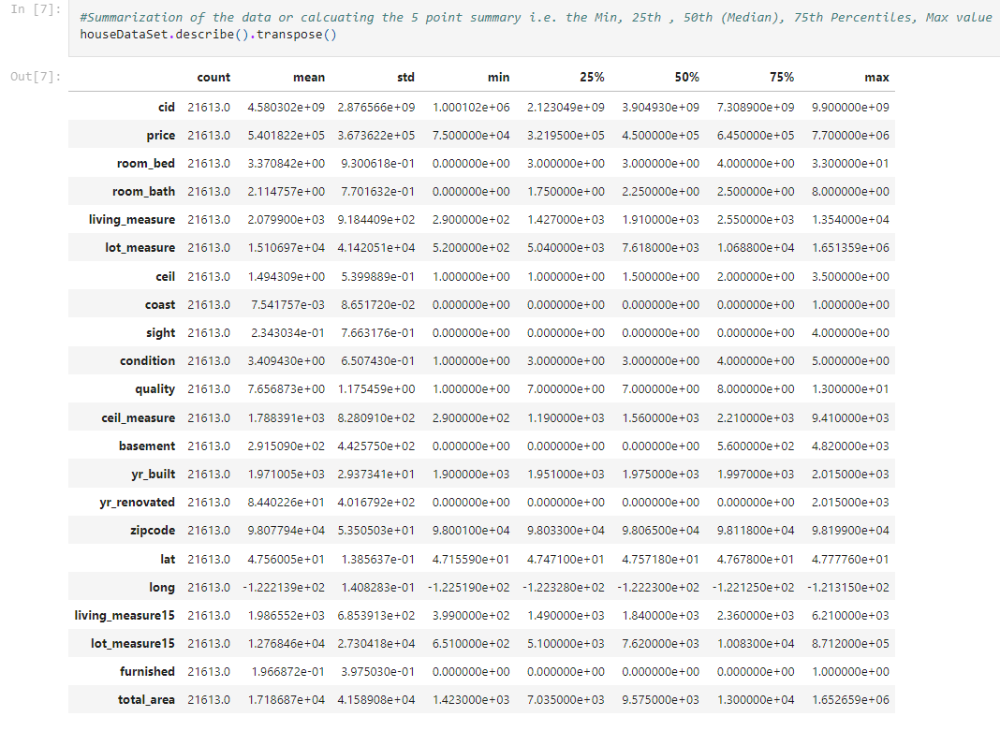 In [7]: #Summarization of the data or calcuating the 5 point summary i.e. the Min, 25th , 50th (Median), 75th Percentiles, Max value
houseDataSet.describe().transpose()
Out[7]: count mean std min 25% 50% 75% max
cid 21613.0 4.580302e+09 2.876566e+09 1.000102e+06 2.123049e+09 3.904930e+09 7.308900e+09 9.900000e+09
price 21613.0 5.401822e+05 3.673622e+05 7.500000e+04 3.219500e+05 4.500000e+05 6.450000e+05 7.700000e+06
room_bed 21613.0 3.370842e+00 9.300618e-01 0.000000e+00 3.000000e+00 3.000000e+00 4.000000e+00 3.300000e+01
room_bath 21613.0 2.114757e+00 7.701632e-01 0.000000e+00 1.750000e+00 2.250000e+00 2.500000e+00 8.000000e+00
living_measure 21613.0 2.079900e+03 9.184409e+02 2.900000e+02 1.427000e+03 1.910000e+03 2.550000e+03 1.354000e+04
lot_measure 21613.0 1.510697e+04 4.142051e+04 5.200000e+02 5.040000e+03 7.618000e+03 1.068800e+04 1.651359e+06
ceil 21613.0 1.494309e+00 5.399889e-01 1.000000e+00 1.000000e+00 1.500000e+00 2.000000e+00 3.500000e+00
coast 21613.0 7.541757e-03 8.651720e-02 0.000000e+00 0.000000e+00 0.000000e+00 0.000000e+00 1.000000e+00
sight 21613.0 2.343034e-01 7.663176e-01 0.000000e+00 0.000000e+00 0.000000e+00 0.000000e+00 4.000000e+00
condition 21613.0 3.409430e+00 6.507430e-01 1.000000e+00 3.000000e+00 3.000000e+00 4.000000e+00 5.000000e+00
quality 21613.0 7.656873e+00 1.175459e+00 1.000000e+00 7.000000e+00 7.000000e+00 8.000000e+00 1.300000e+01
ceil_measure 21613.0 1.788391e+03 8.280910e+02 2.900000e+02 1.190000e+03 1.560000e+03 2.210000e+03 9.410000e+03
basement 21613.0 2.915090e+02 4.425750e+02 0.000000e+00 0.000000e+00 0.000000e+00 5.600000e+02 4.820000e+03
yr_built 21613.0 1.971005e+03 2.937341e+01 1.900000e+03 1.951000e+03 1.975000e+03 1.997000e+03 2.015000e+03
yr_renovated 21613.0 8.440226e+01 4.016792e+02 0.000000e+00 0.000000e+00 0.000000e+00 0.000000e+00 2.015000e+03
zipcode 21613.0 9.807794e+04 5.350503e+01 9.800100e+04 9.803300e+04 9.806500e+04 9.811800e+04 9.819900e+04
lat 21613.0 4.756005e+01 1.385637e-01 4.715590e+01 4.747100e+01 4.757180e+01 4.767800e+01 4.777760e+01
long 21613.0 -1.222139e+02 1.408283e-01 -1.225190e+02 -1.223280e+02 -1.222300e+02 -1.221250e+02 -1.213150e+02
living_measure15 21613.0 1.986552e+03 6.853913e+02 3.990000e+02 1.490000e+03 1.840000e+03 2.360000e+03 6.210000e+03
lot_measure15 21613.0 1.276846e+04 2.730418e+04 6.510000e+02 5.100000e+03 7.620000e+03 1.008300e+04 8.712000e+05
furnished 21613.0 1.966872e-01 3.975030e-01 0.000000e+00 0.000000e+00 0.000000e+00 0.000000e+00 1.000000e+00
total_area 21613.0 1.718687e+04 4.158908e+04 1.423000e+03 7.035000e+03 9.575000e+03 1.300000e+04 1.652659e+06